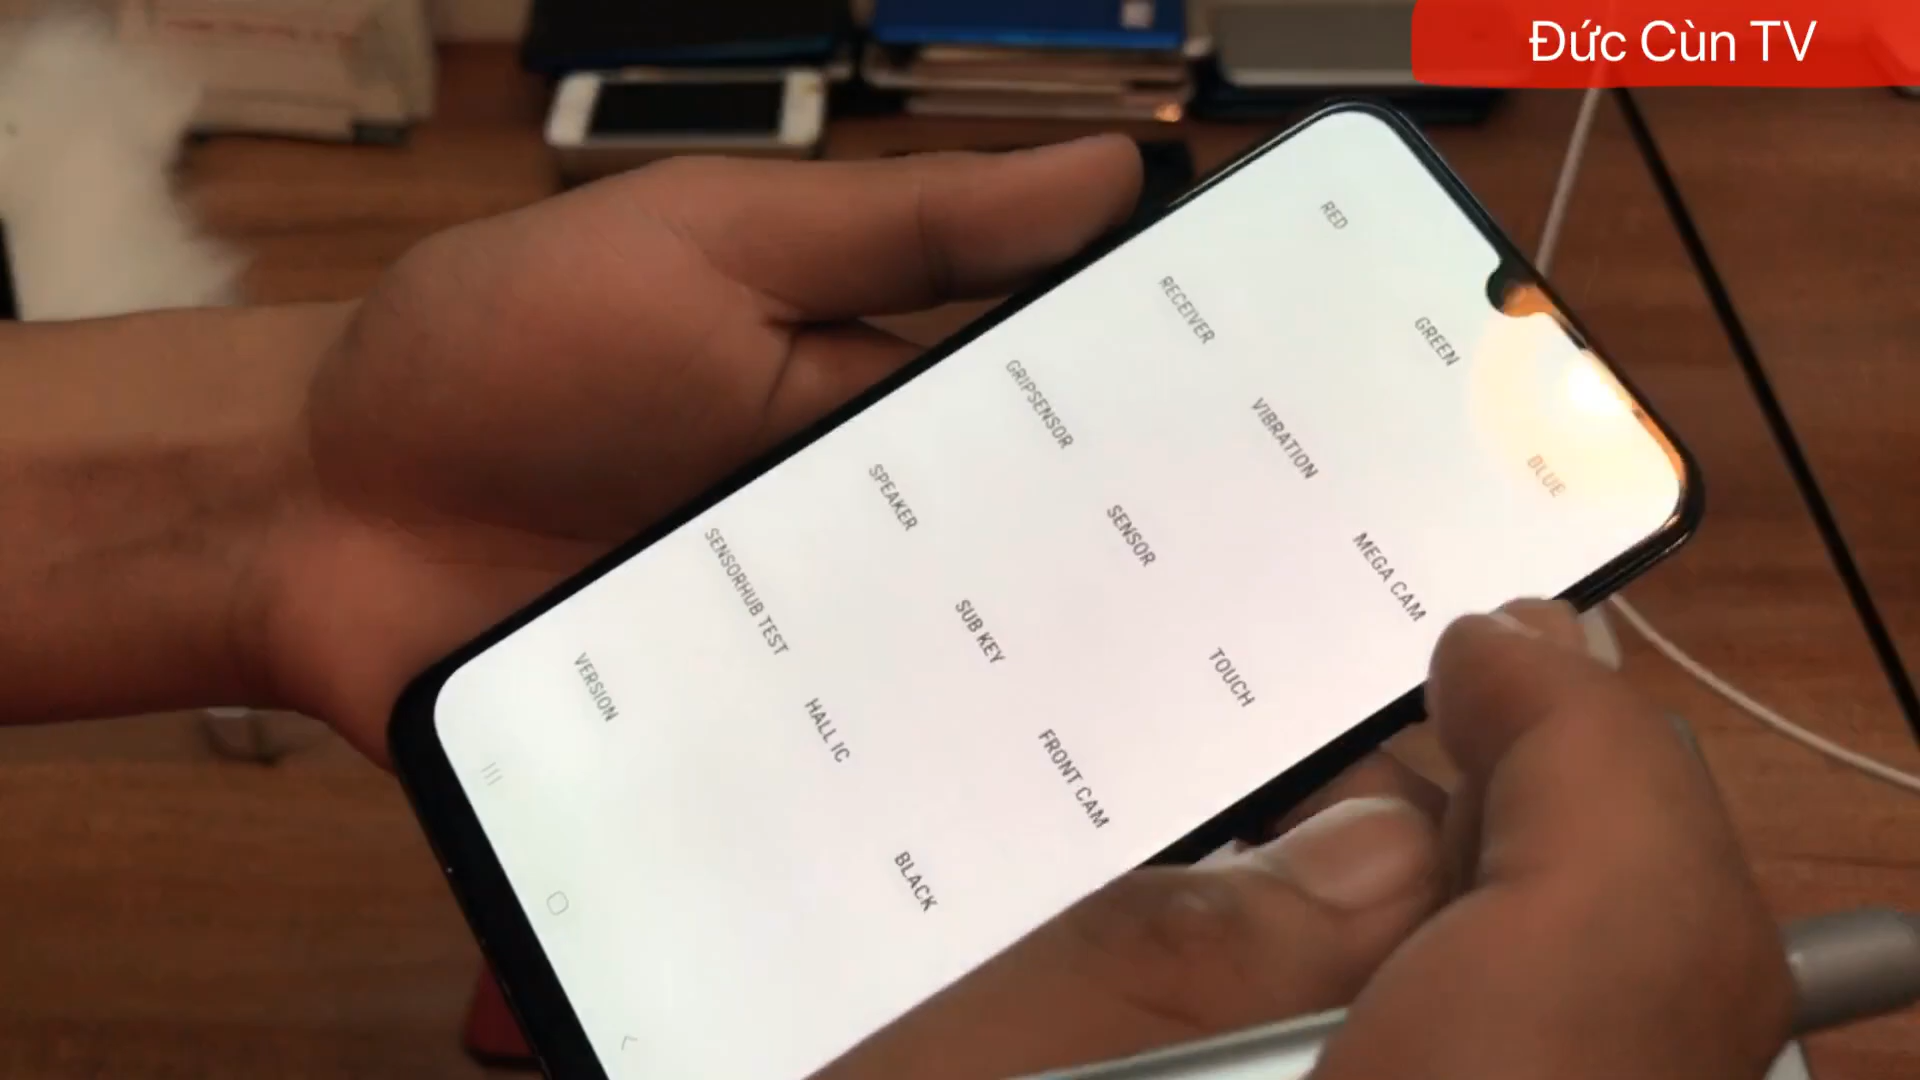 Đức Cùn TV
RED
GREEN
BLUE
RECEIVER
VIBRATION
MEGA CAM
GRIPSENSOR
SENSOR
TOUCH
SPEAKER
SUB KEY
FRONT CAM
SENSORHUB TEST
HALL IC
BLACK
VERSION